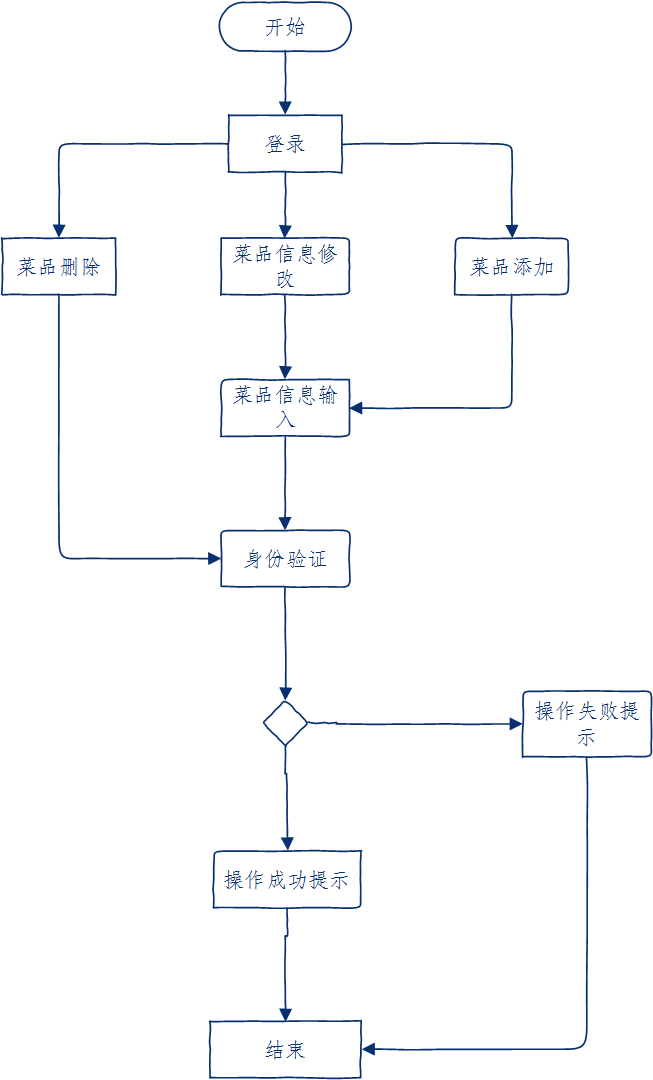 开始
登录
菜品删除
菜品信息修
改
菜品添加
菜品信息输
入
身份验证
操作失败提
示
操作成功提示
结束